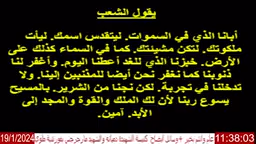 يقول الشعب
أبانا الذي في السموات. ليتقدس اسمك. ليأت
ملكوتك. لتكن مشيئتك. كما في السماء كذلك على
الأرض. خبزنا الذي للغد أعطنا اليوم. وأغفر لنا
ذنوبنا كما نغفر نحن أيضا للمذنبين إلينا. ولا
تدخلنا في تجربة. لكن نجنا من الشرير. بالمسيح
يسوع ربنا لأن لك الملك والقوة والمجد إلى
الأبد. آمين.
19/1/2024
11:38:03